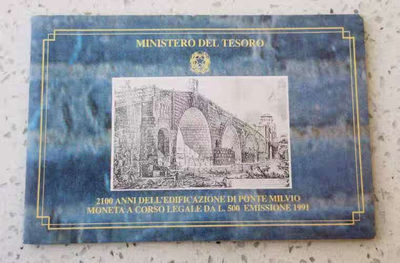 MINISTERO DEL TESORO
2100 ANNI DELL'EDIFICAZIONE DI PONTE MILVIO
MONETA A CORSO LEGALE DA L. 500 EMISSIONE 1991